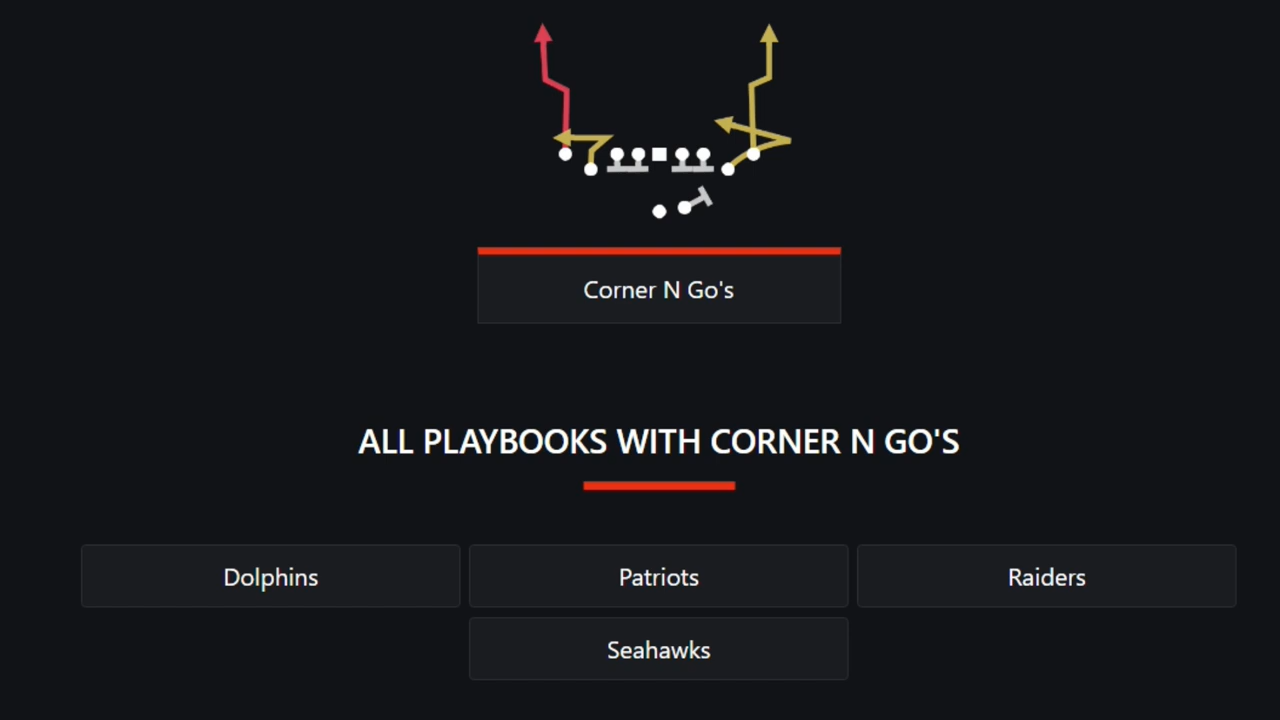 Corner N Go's
ALL PLAYBOOKS WITH CORNER N GO'S
Dolphins
Patriots
Raiders
Seahawks